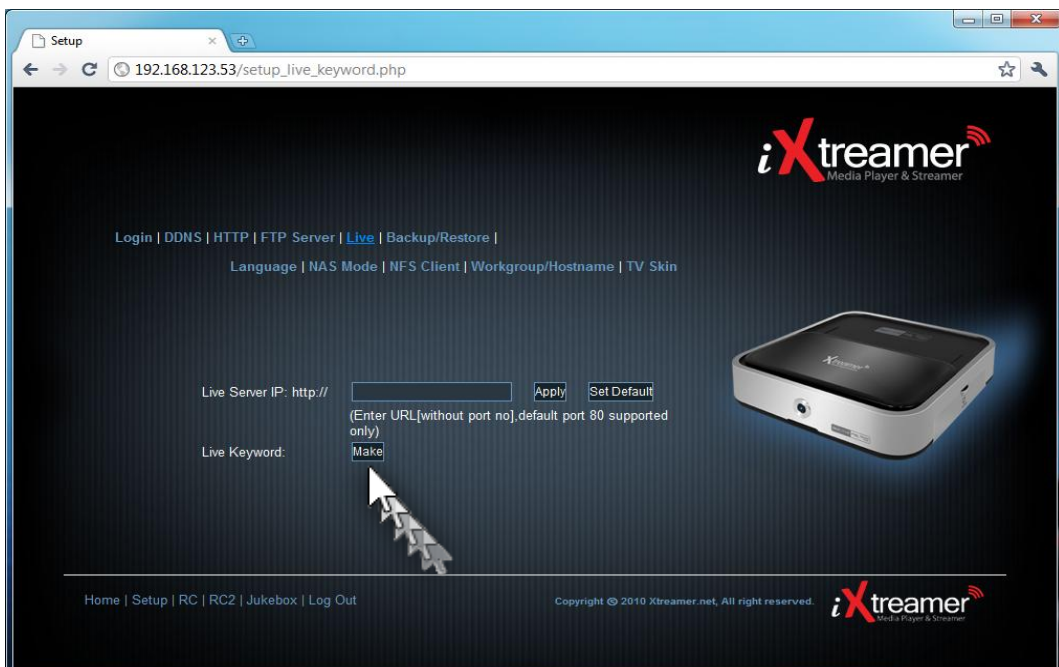 Setup
192.168.123.53/setup_live_keyword.php
iXtreamer
Media Player & Streamer
Login | DDNS | HTTP | FTP Server | Live | Backup/Restore |
Language | NAS Mode | NFS Client | Workgroup/Hostname | TV Skin
Xtreamer
Live Server IP: http:// Apply Set Default
(Enter URL[without port no],default port 80 supported
only)
Live Keyword: Make
Home | Setup | RC | RC2 | Jukebox | Log Out
Copyright © 2010 Xtreamer.net, All right reserved.
iXtreamer
Media Player & Streamer